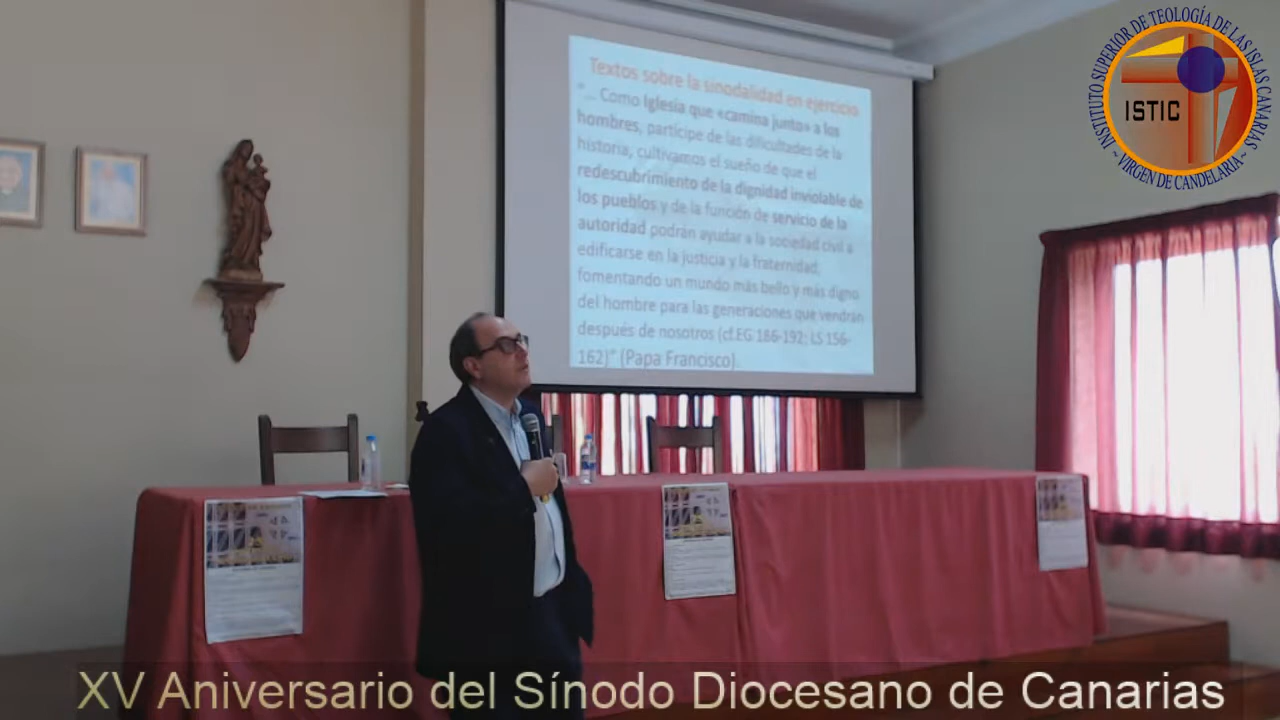 Textos sobre la sinodalidad en ejercicio
"... Como Iglesia que «camina junto» a los
hombres, partícipe de las dificultades de la
historia, cultivamos el sueño de que el
redescubrimiento de la dignidad inviolable de
los pueblos y de la función de servicio de la
autoridad podrán ayudar a la sociedad civil a
edificarse en la justicia y la fraternidad,
fomentando un mundo más bello y más digno
del hombre para las generaciones que vendrán
después de nosotros (cf.EG 186-192; LS 156-
162)" (Papa Francisco).
INSTITUTO SUPERIOR DE TEOLOGÍA DE LAS ISLAS CANARIAS
ISTIC
~ VIRGEN DE CANDELARIA ~
XV Aniversario del Sínodo Diocesano de Canarias